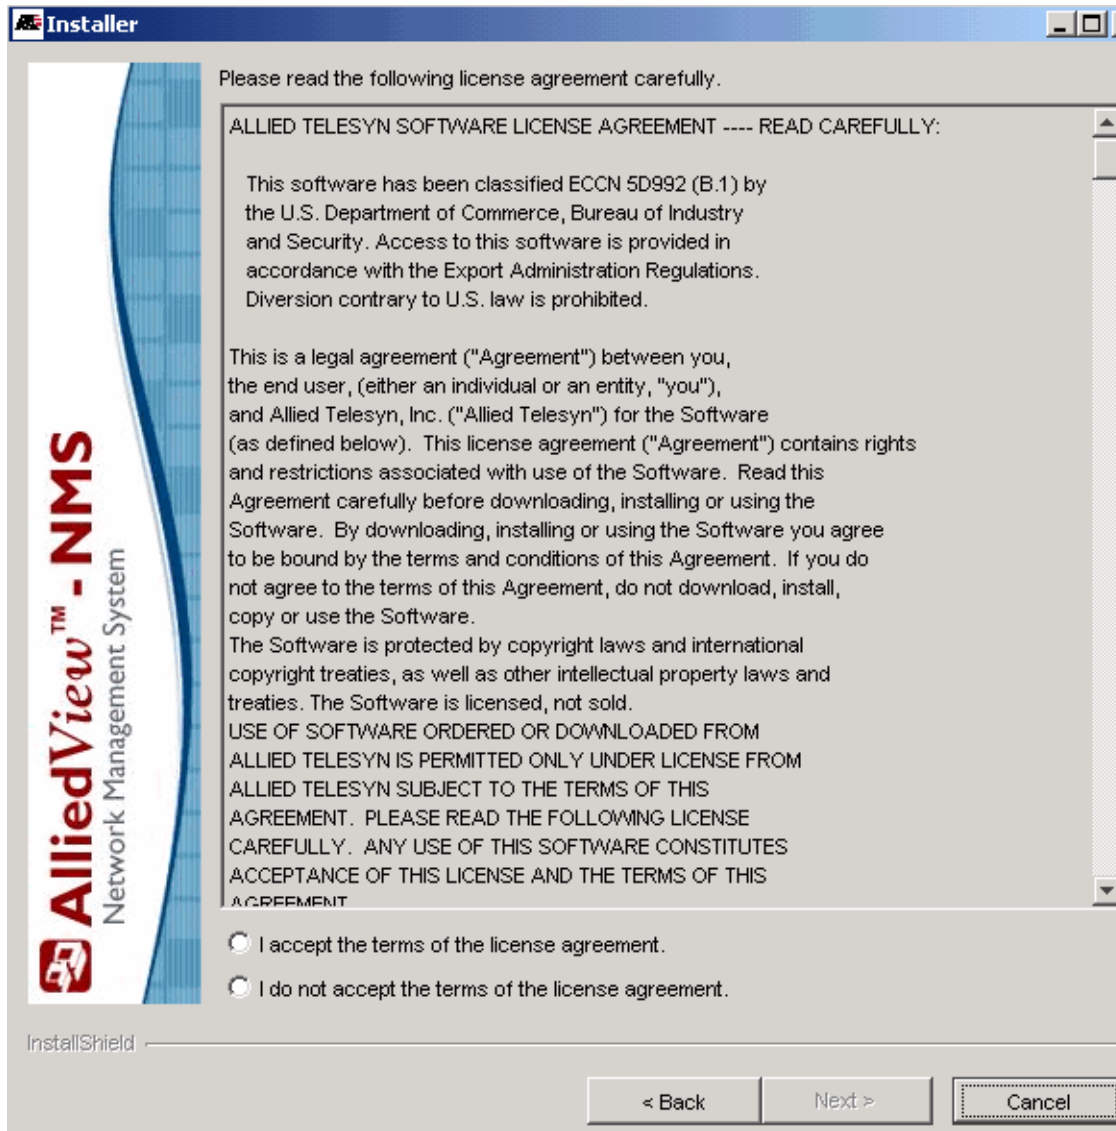 Installer
Please read the following license agreement carefully.
ALLIED TELESYN SOFTWARE LICENSE AGREEMENT ---- READ CAREFULLY:
This software has been classified ECCN 5D992 (B.1) by
the U.S. Department of Commerce, Bureau of Industry
and Security. Access to this software is provided in
accordance with the Export Administration Regulations.
Diversion contrary to U.S. law is prohibited.
This is a legal agreement ("Agreement") between you,
the end user, (either an individual or an entity, "you"),
and Allied Telesyn, Inc. ("Allied Telesyn") for the Software
(as defined below).  This license agreement ("Agreement") contains rights
and restrictions associated with use of the Software.  Read this
Agreement carefully before downloading, installing or using the
Software.  By downloading, installing or using the Software you agree
to be bound by the terms and conditions of this Agreement.  If you do
not agree to the terms of this Agreement, do not download, install,
copy or use the Software.
The Software is protected by copyright laws and international
copyright treaties, as well as other intellectual property laws and
treaties. The Software is licensed, not sold.
USE OF SOFTWARE ORDERED OR DOWNLOADED FROM
ALLIED TELESYN IS PERMITTED ONLY UNDER LICENSE FROM
ALLIED TELESYN SUBJECT TO THE TERMS OF THIS
AGREEMENT.  PLEASE READ THE FOLLOWING LICENSE
CAREFULLY.  ANY USE OF THIS SOFTWARE CONSTITUTES
ACCEPTANCE OF THIS LICENSE AND THE TERMS OF THIS
AGREEMENT
I accept the terms of the license agreement.
I do not accept the terms of the license agreement.
AlliedView™ - NMS
Network Management System
InstallShield
< Back
Next >
Cancel